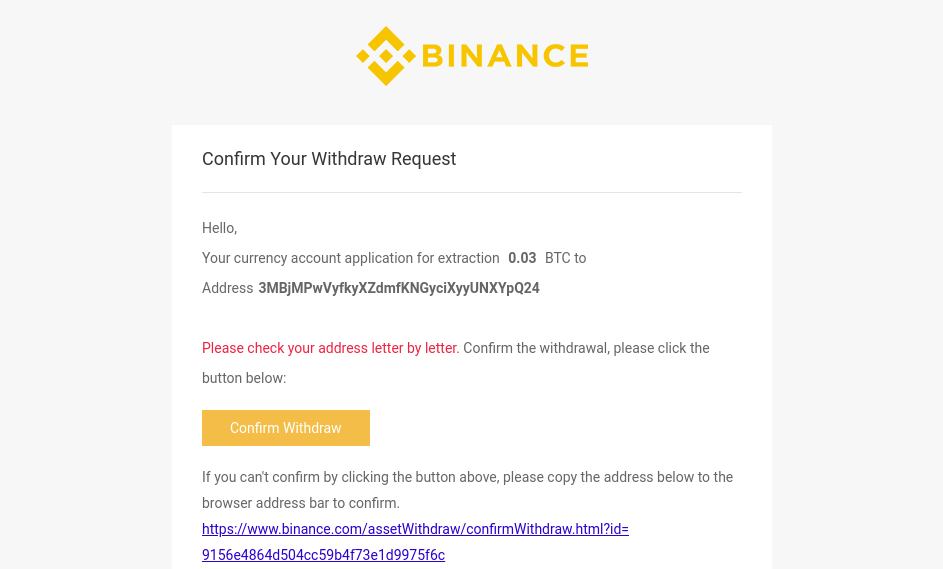 BINANCE
Confirm Your Withdraw Request
Hello,
Your currency account application for extraction 0.03 BTC to
Address 3MBjMPwVyfkyXZdmfKNGyciXyyUNXYpQ24
Please check your address letter by letter. Confirm the withdrawal, please click the
button below:
Confirm Withdraw
If you can't confirm by clicking the button above, please copy the address below to the
browser address bar to confirm.
https://www.binance.com/assetWithdraw/confirmWithdraw.html?id=
9156e4864d504cc59b4f73e1d9975f6c